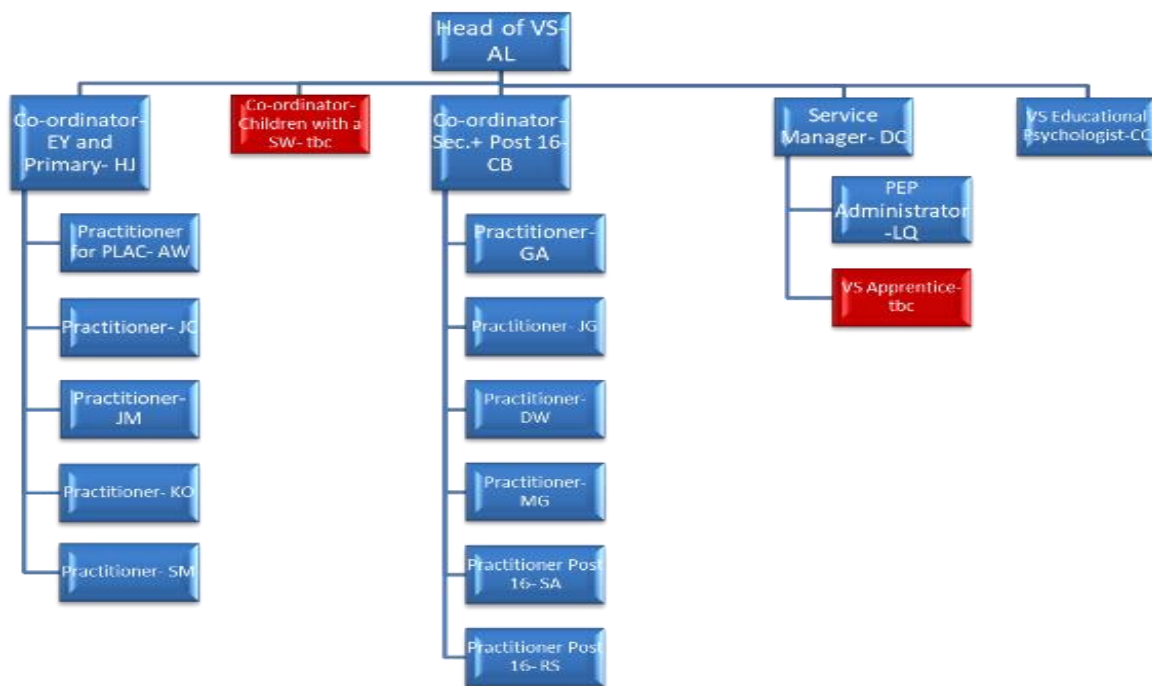 Head of VS-
AL
Co-ordinator-
EY and
Primary- HJ
Co-ordinator-
Children with a
SW- tbc
Co-ordinator-
Sec.+ Post 16-
CB
Service
Manager- DC
VS Educational
Psychologist-CC
Practitioner
for PLAC- AW
Practitioner- JC
Practitioner-
JM
Practitioner- KO
Practitioner- SM
Practitioner-
GA
Practitioner- JG
Practitioner-
DW
Practitioner-
MG
Practitioner Post
16- SA
Practitioner Post
16- RS
PEP
Administrator
-LQ
VS Apprentice-
tbc